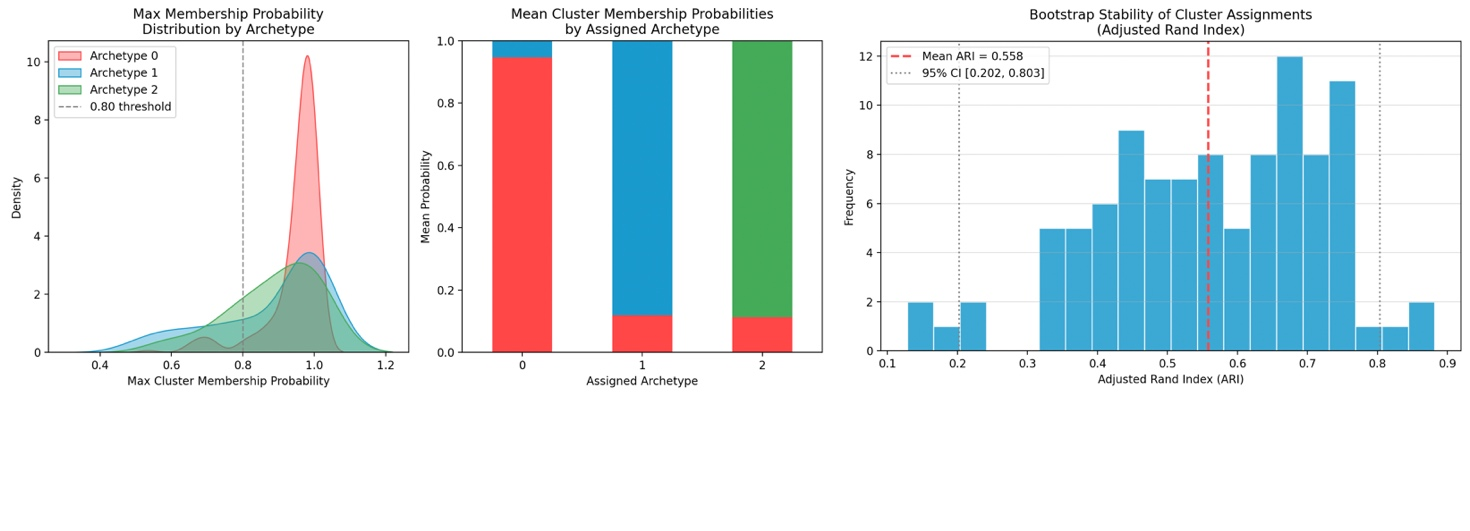 Max Membership Probability
Distribution by Archetype
Archetype 0
Archetype 1
Archetype 2
0.80 threshold
Density
10
8
6
4
2
0
0.4 0.6 0.8 1.0 1.2
Max Cluster Membership Probability
Mean Cluster Membership Probabilities
by Assigned Archetype
Mean Probability
1.0
0.8
0.6
0.4
0.2
0.0
0 1 2
Assigned Archetype
Bootstrap Stability of Cluster Assignments
(Adjusted Rand Index)
Mean ARI = 0.558
95% CI [0.202, 0.803]
Frequency
12
10
8
6
4
2
0
0.1 0.2 0.3 0.4 0.5 0.6 0.7 0.8 0.9
Adjusted Rand Index (ARI)